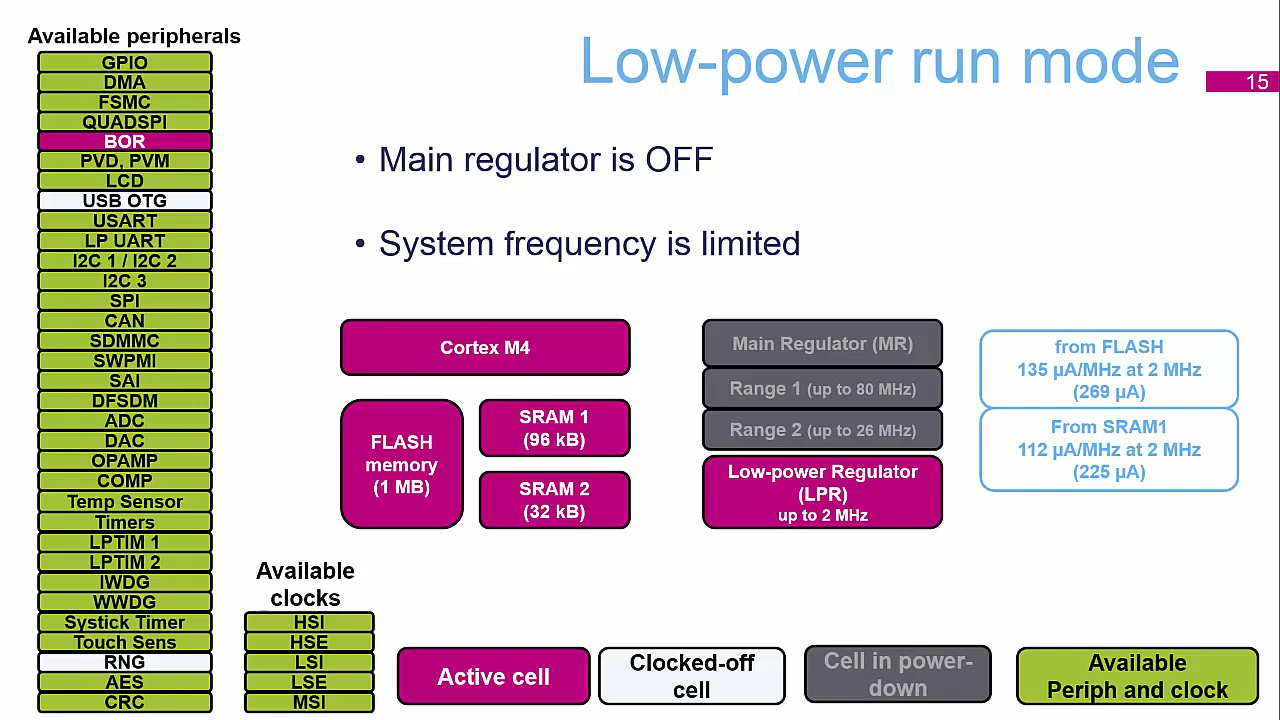 Low-power run mode
15
• Main regulator is OFF
• System frequency is limited
Available peripherals
GPIO
DMA
FSMC
QUADSPI
BOR
PVD, PVM
LCD
USB OTG
USART
LP UART
I2C 1 / I2C 2
I2C 3
SPI
CAN
SDMMC
SWPMI
SAI
DFSDM
ADC
DAC
OPAMP
COMP
Temp Sensor
Timers
LPTIM 1
LPTIM 2
IWDG
WWDG
Systick Timer
Touch Sens
RNG
AES
CRC
Available
clocks
HSI
HSE
LSI
LSE
MSI
Cortex M4
FLASH
memory
(1 MB)
SRAM 1
(96 kB)
SRAM 2
(32 kB)
Main Regulator (MR)
Range 1 (up to 80 MHz)
Range 2 (up to 26 MHz)
Low-power Regulator
(LPR)
up to 2 MHz
from FLASH
135 µA/MHz at 2 MHz
(269 µA)
From SRAM1
112 µA/MHz at 2 MHz
(225 µA)
Active cell
Clocked-off
cell
Cell in power-
down
Available
Periph and clock